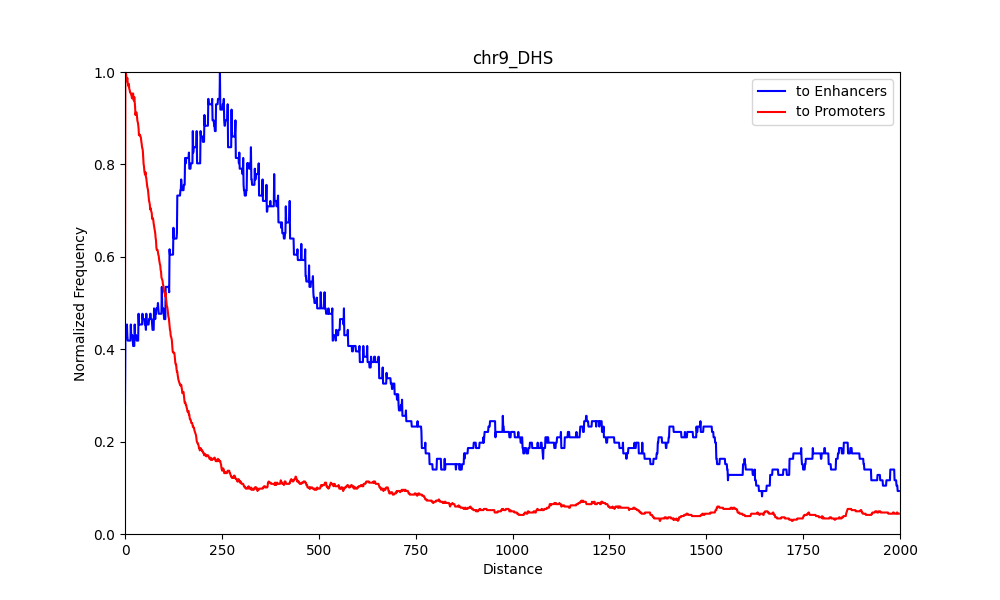 chr9_DHS
to Enhancers
to Promoters
Normalized Frequency
1.0
0.8
0.6
0.4
0.2
0.0
0 250 500 750 1000 1250 1500 1750 2000
Distance